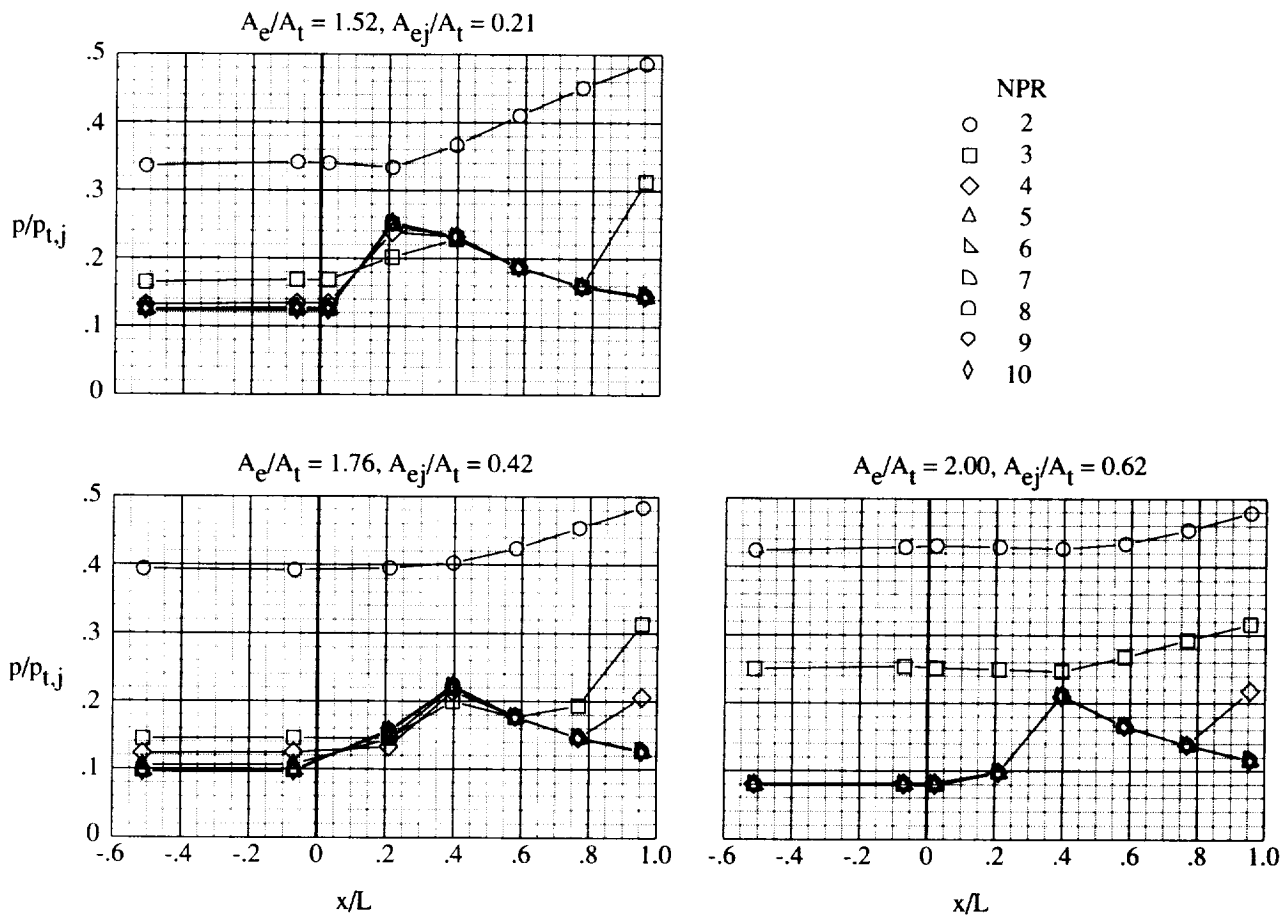 A_e/A_t = 1.52, A_ej/A_t = 0.21
.5
.4
.3
p/p_t,j
.2
.1
0
NPR
2
3
4
5
6
7
8
9
10
A_e/A_t = 1.76, A_ej/A_t = 0.42
.5
.4
.3
p/p_t,j
.2
.1
0
-.6 -.4 -.2 0 .2 .4 .6 .8 1.0
x/L
A_e/A_t = 2.00, A_ej/A_t = 0.62
-.6 -.4 -.2 0 .2 .4 .6 .8 1.0
x/L